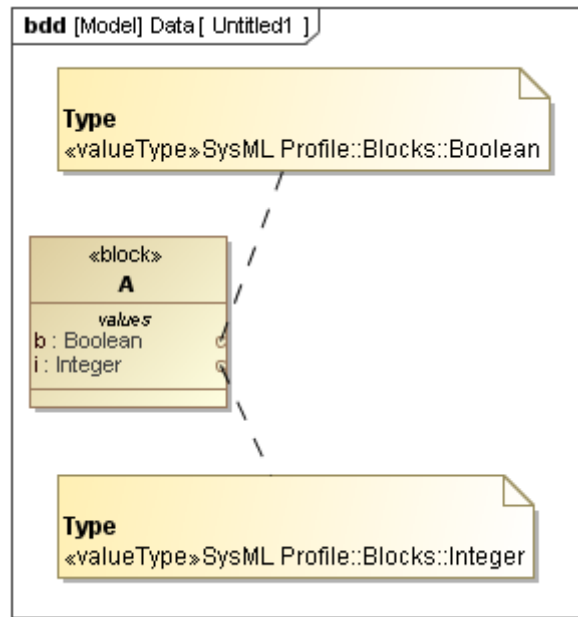 bdd [Model] Data [ Untitled1 ]
Type
«valueType»SysML Profile::Blocks::Boolean
«block»
A
values
b : Boolean
i : Integer
Type
«valueType»SysML Profile::Blocks::Integer